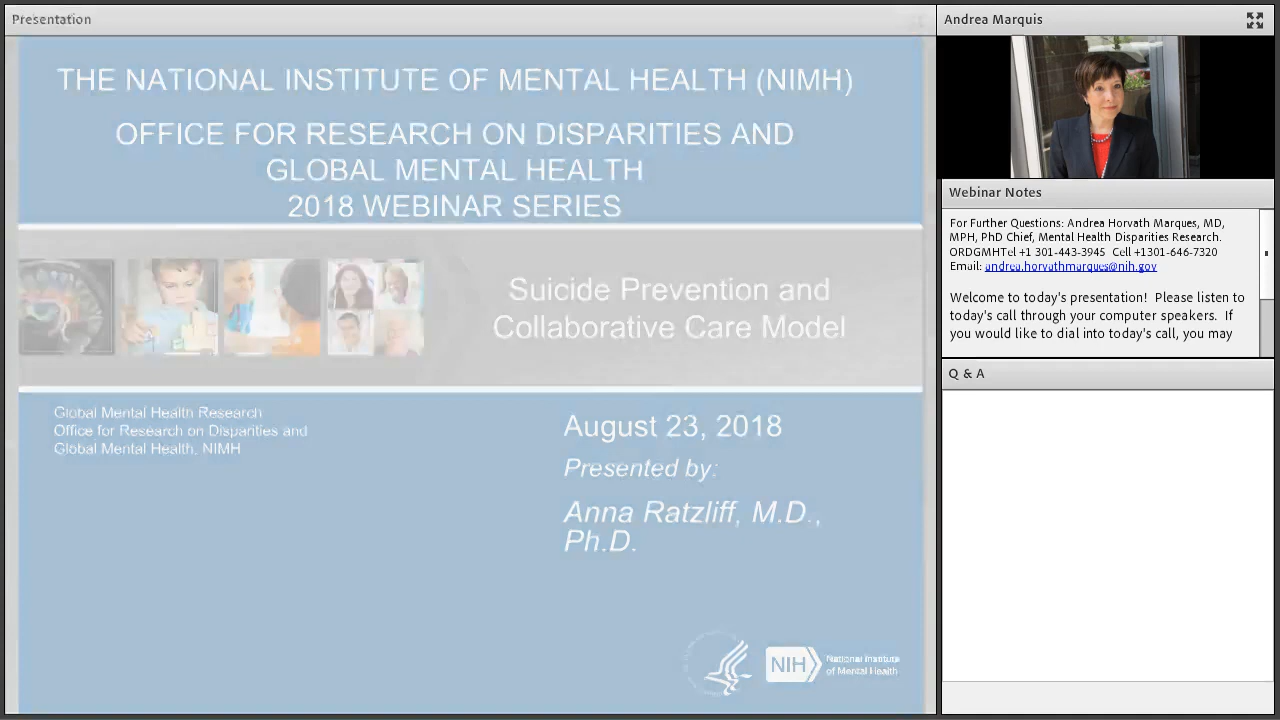 Presentation
THE NATIONAL INSTITUTE OF MENTAL HEALTH (NIMH)
OFFICE FOR RESEARCH ON DISPARITIES AND
GLOBAL MENTAL HEALTH
2018 WEBINAR SERIES
Suicide Prevention and
Collaborative Care Model
Global Mental Health Research
Office for Research on Disparities and
Global Mental Health, NIMH
August 23, 2018
Presented by:
Anna Ratzliff, M.D.,
Ph.D.
NIH
National Institute
of Mental Health
Andrea Marquis
Webinar Notes
For Further Questions: Andrea Horvath Marques, MD,
MPH, PhD Chief, Mental Health Disparities Research.
ORDGMHTel +1 301-443-3945 Cell +1301-646-7320
Email: andrea.horvathmarques@nih.gov
Welcome to today's presentation! Please listen to
today's call through your computer speakers. If
you would like to dial into today's call, you may
Q & A